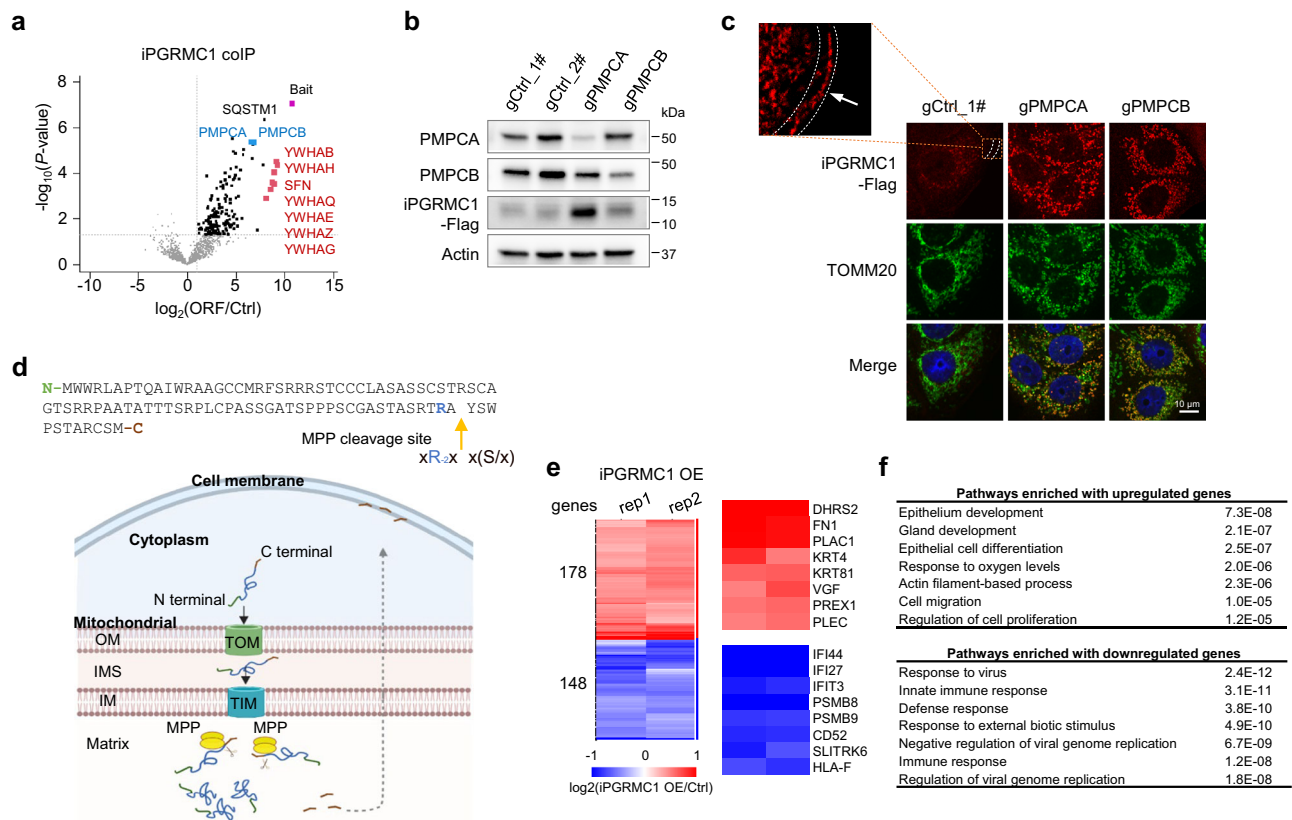 a
iPGRMC1 coIP
8
6
4
2
0
-log10(P-value)
-10
-5
0
5
10
15
log2(ORF/Ctrl)
Bait
SQSTM1
PMPCA PMPCB
YWHAB
YWHAH
SFN
YWHAQ
YWHAE
YWHAZ
YWHAG
b
gCtrl_1# gCtrl_2# gPMPCA gPMPCB
kDa
PMPCA 50
PMPCB 50
iPGRMC1 15
-Flag 10
Actin 37
c
gCtrl_1# gPMPCA gPMPCB
iPGRMC1
-Flag
TOMM20
Merge
10 µm
d
N-MWWRLAPTQAIWRAAGCCMRFSRRRSTCCCLASASSCSTRSCA
GTSRRPAATATTTSRPLCPASSGATSPPPSCGASTASRTRA YSW
PSTARCSM-C
MPP cleavage site
xR-2x x(S/x)
Cell membrane
Cytoplasm
C terminal
N terminal
Mitochondrial
OM
TOM
IMS
IM
TIM
MPP MPP
Matrix
e
iPGRMC1 OE
genes rep1 rep2
178
148
-1 0 1
log2(iPGRMC1 OE/Ctrl)
DHRS2
FN1
PLAC1
KRT4
KRT81
VGF
PREX1
PLEC
IFI44
IFI27
IFIT3
PSMB8
PSMB9
CD52
SLITRK6
HLA-F
f
Pathways enriched with upregulated genes
Epithelium development 7.3E-08
Gland development 2.1E-07
Epithelial cell differentiation 2.5E-07
Response to oxygen levels 2.0E-06
Actin filament-based process 2.3E-06
Cell migration 1.0E-05
Regulation of cell proliferation 1.2E-05
Pathways enriched with downregulated genes
Response to virus 2.4E-12
Innate immune response 3.1E-11
Defense response 3.8E-10
Response to external biotic stimulus 4.9E-10
Negative regulation of viral genome replication 6.7E-09
Immune response 1.2E-08
Regulation of viral genome replication 1.8E-08